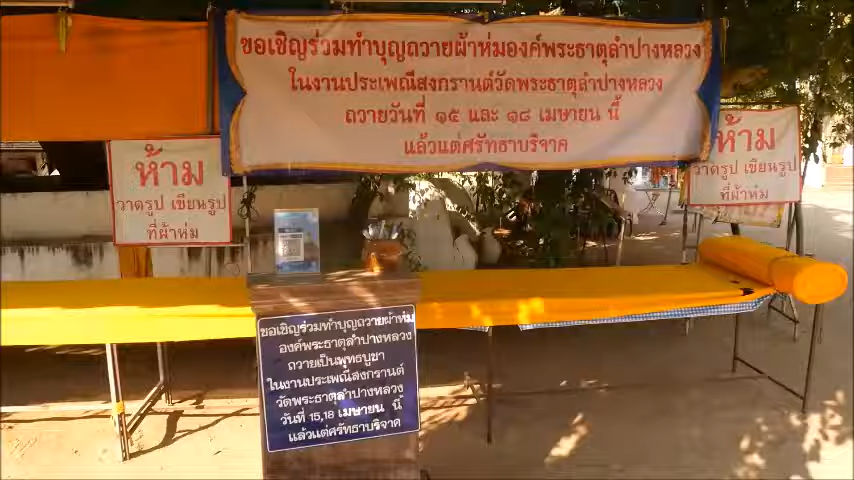 ขอเชิญร่วมทำบุญถวายผ้าห่มองค์พระธาตุลำปางหลวง
ในงานประเพณีสงกรานต์วัดพระธาตุลำปางหลวง
ถวายวันที่ ๑๕ และ ๑๘ เมษายน นี้
แล้วแต่ศรัทธาบริจาค
ห้าม
วาดรูป เขียนรูป
ที่ผ้าห่ม
ห้าม
วาดรูป เขียนรูป
ที่ผ้าห่ม
ขอเชิญร่วมทำบุญถวายผ้าห่ม
องค์พระธาตุลำปางหลวง
ถวายเป็นพุทธบูชา
ในงานประเพณีสงกรานต์
วัดพระธาตุลำปางหลวง
วันที่ 15,18 เมษายน นี้
แล้วแต่ศรัทธาบริจาค